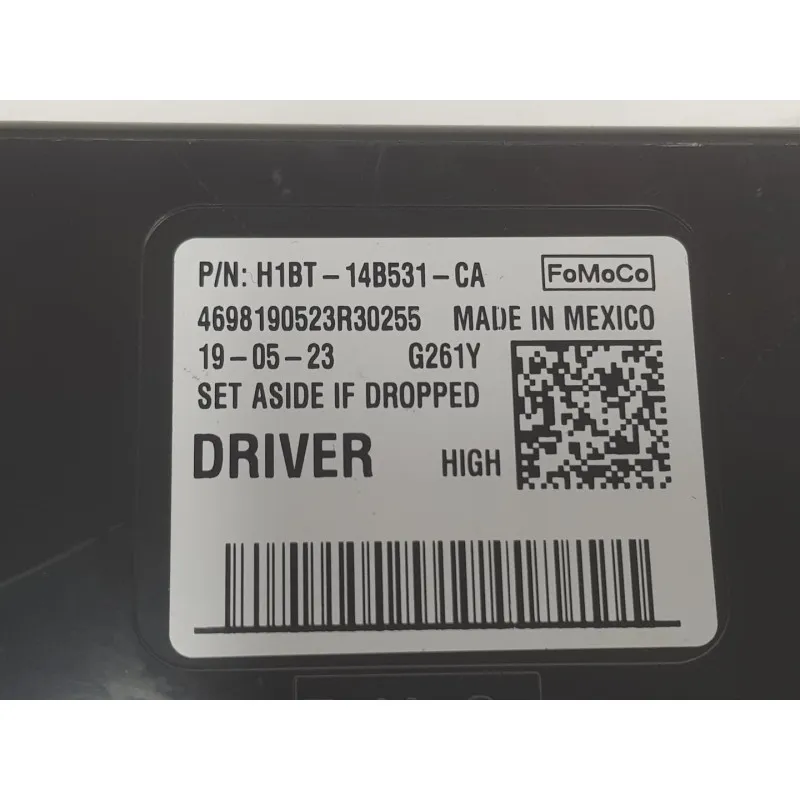 P/N: H1BT-14B531-CA FoMoCo
4698190523R30255 MADE IN MEXICO
19-05-23 G261Y
SET ASIDE IF DROPPED
DRIVER HIGH